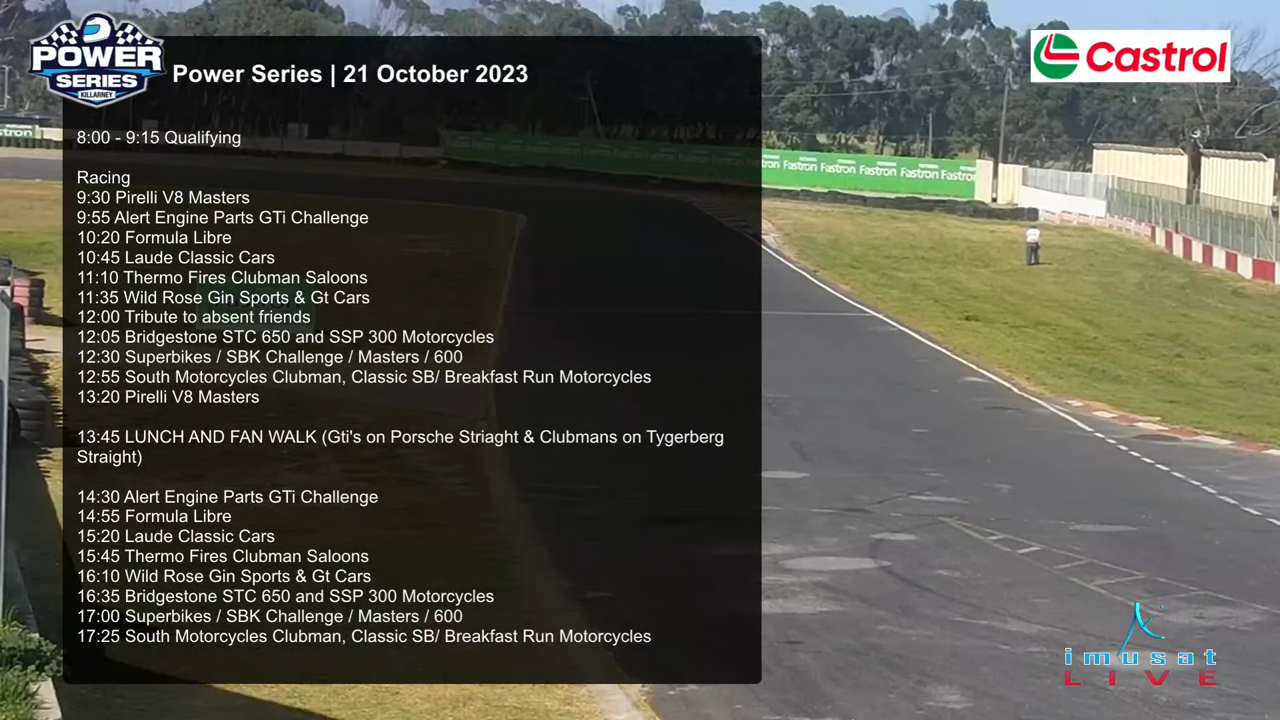 POWER
SERIES
KILLARNEY
Power Series | 21 October 2023
Castrol
8:00 - 9:15 Qualifying
Racing
9:30 Pirelli V8 Masters
9:55 Alert Engine Parts GTi Challenge
10:20 Formula Libre
10:45 Laude Classic Cars
11:10 Thermo Fires Clubman Saloons
11:35 Wild Rose Gin Sports & Gt Cars
12:00 Tribute to absent friends
12:05 Bridgestone STC 650 and SSP 300 Motorcycles
12:30 Superbikes / SBK Challenge / Masters / 600
12:55 South Motorcycles Clubman, Classic SB/ Breakfast Run Motorcycles
13:20 Pirelli V8 Masters
13:45 LUNCH AND FAN WALK (Gti's on Porsche Striaght & Clubmans on Tygerberg
Straight)
14:30 Alert Engine Parts GTi Challenge
14:55 Formula Libre
15:20 Laude Classic Cars
15:45 Thermo Fires Clubman Saloons
16:10 Wild Rose Gin Sports & Gt Cars
16:35 Bridgestone STC 650 and SSP 300 Motorcycles
17:00 Superbikes / SBK Challenge / Masters / 600
17:25 South Motorcycles Clubman, Classic SB/ Breakfast Run Motorcycles
Fastron Fastron Fastron Fastron Fastron
imusat
LIVE